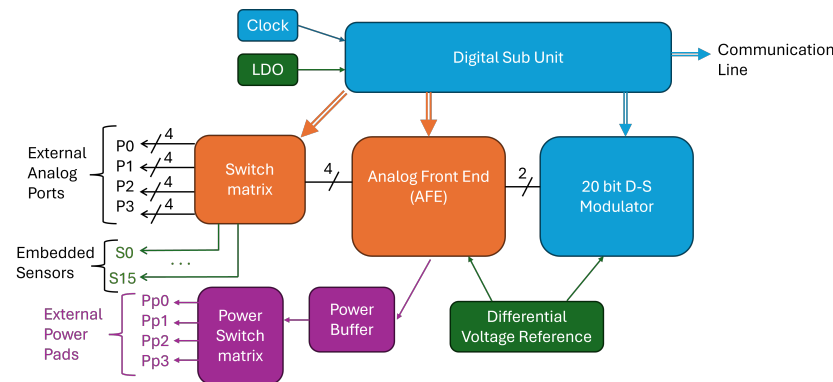 Clock
LDO
Digital Sub Unit
Communication
Line
External
Analog
Ports
P0
4
P1
4
P2
4
P3
4
Switch
matrix
4
Analog Front End
(AFE)
2
20 bit D-S
Modulator
Embedded
Sensors
S0
...
S15
External
Power
Pads
Pp0
Pp1
Pp2
Pp3
Power
Switch
matrix
Power
Buffer
Differential
Voltage Reference